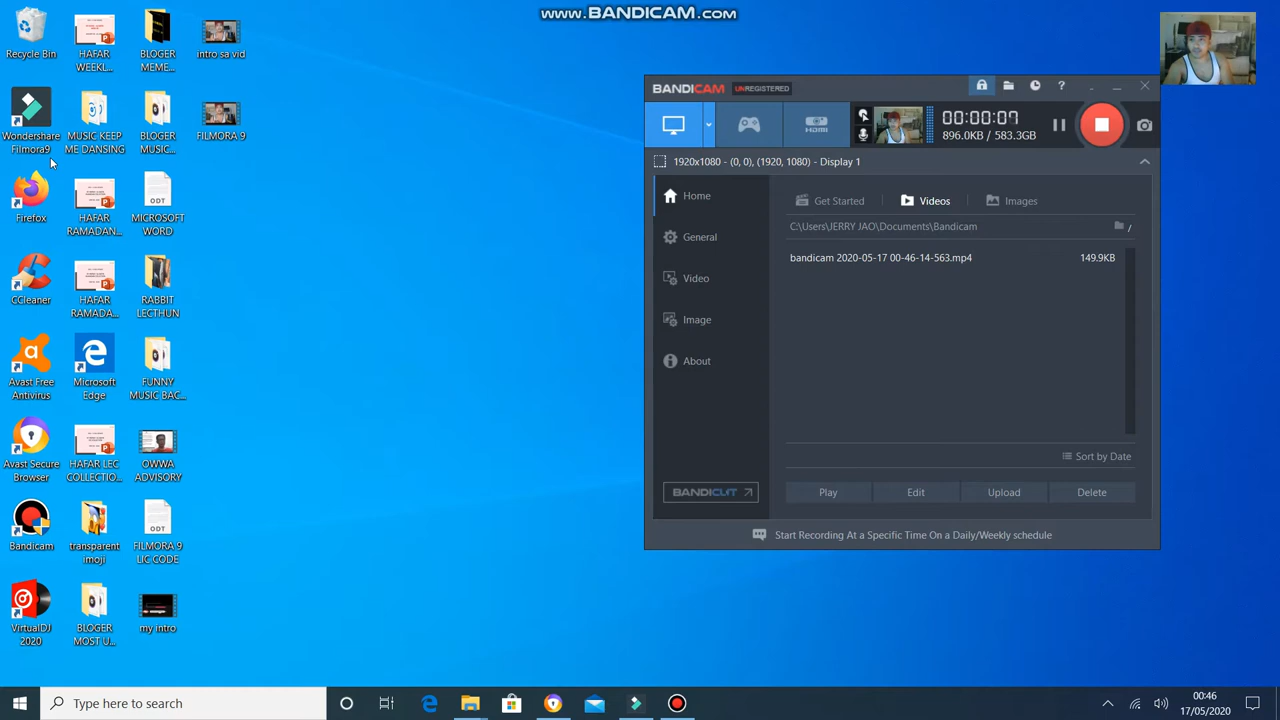 www.BANDICAM.com
Recycle Bin
HAFAR
WEEKL...
BLOGER
MEME...
intro sa vid
Wondershare
Filmora9
MUSIC KEEP
ME DANSING
BLOGER
MUSIC...
FILMORA 9
Firefox
HAFAR
RAMADAN...
MICROSOFT
WORD
CCleaner
HAFAR
RAMADA...
RABBIT
LECTHUN
Avast Free
Antivirus
Microsoft
Edge
FUNNY
MUSIC BAC...
Avast Secure
Browser
HAFAR LEC
COLLECTIO...
OWWA
ADVISORY
Bandicam
transparent
imoji
FILMORA 9
LIC CODE
VirtualDJ
2020
BLOGER
MOST U...
my intro
ODT
ODT
BANDICAM UNREGISTERED
HDMI
00:00:07
896.0KB / 583.3GB
1920x1080 - (0, 0), (1920, 1080) - Display 1
Home
General
Video
Image
About
BANDICUT
Get Started
Videos
Images
C:\Users\JERRY JAO\Documents\Bandicam
/
bandicam 2020-05-17 00-46-14-563.mp4 149.9KB
Sort by Date
Play
Edit
Upload
Delete
Start Recording At a Specific Time On a Daily/Weekly schedule
Type here to search
00:46
17/05/2020